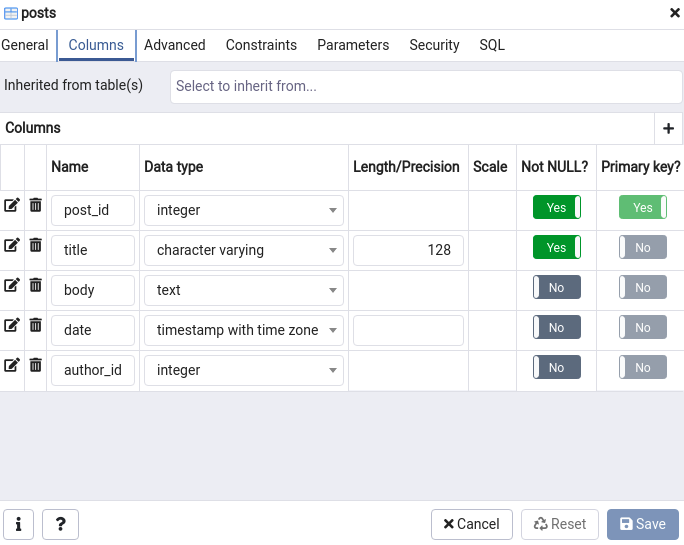 posts
General Columns Advanced Constraints Parameters Security SQL
Inherited from table(s) Select to inherit from...
Columns
Name Data type Length/Precision Scale Not NULL? Primary key?
post_id integer Yes Yes
title character varying 128 Yes No
body text No No
date timestamp with time zone No No
author_id integer No No
i ? Cancel Reset Save